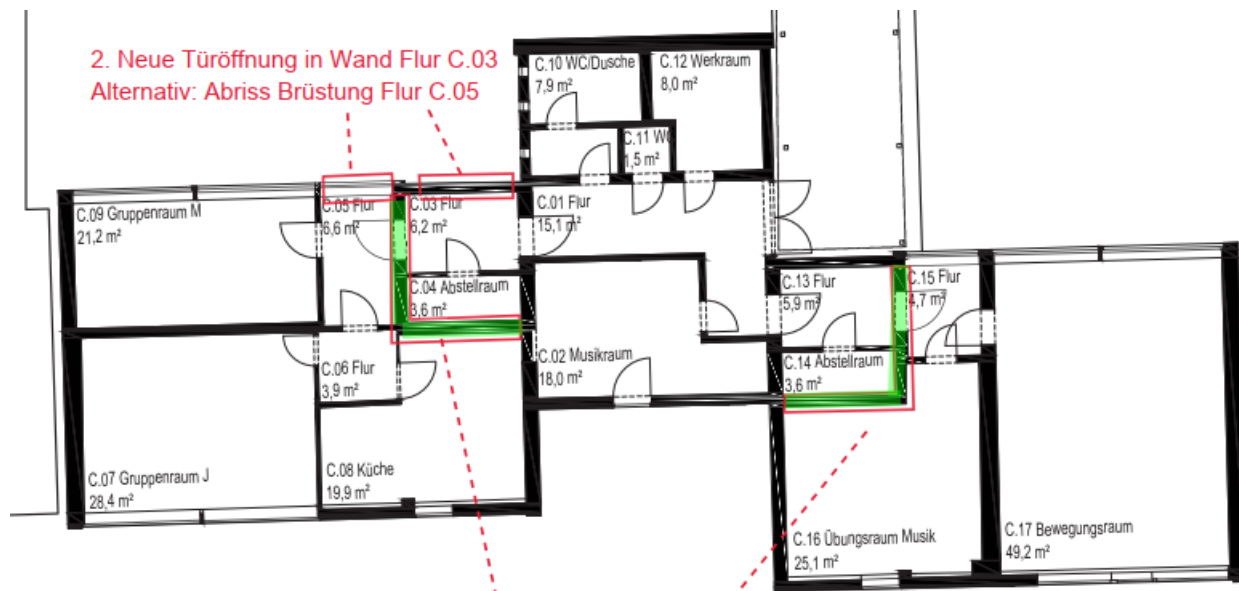 2. Neue Türöffnung in Wand Flur C.03
Alternativ: Abriss Brüstung Flur C.05
C.10 WC/Dusche
7,9 m²
C.12 Werkraum
8,0 m²
C.11 WC
1,5 m²
C.09 Gruppenraum M
21,2 m²
C.05 Flur
6,6 m²
C.03 Flur
6,2 m²
C.01 Flur
15,1 m²
C.04 Abstellraum
3,6 m²
C.13 Flur
5,9 m²
C.15 Flur
4,7 m²
C.06 Flur
3,9 m²
C.02 Musikraum
18,0 m²
C.14 Abstellraum
3,6 m²
C.07 Gruppenraum J
28,4 m²
C.08 Küche
19,9 m²
C.16 Übungsraum Musik
25,1 m²
C.17 Bewegungsraum
49,2 m²